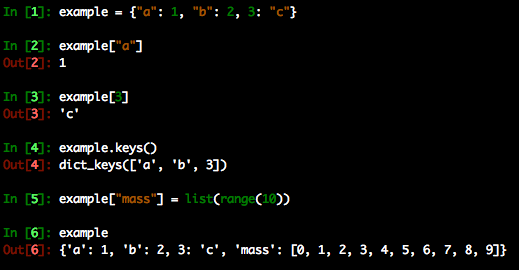 In [1]: example = {"a": 1, "b": 2, 3: "c"}
In [2]: example["a"]
Out[2]: 1
In [3]: example[3]
Out[3]: 'c'
In [4]: example.keys()
Out[4]: dict_keys(['a', 'b', 3])
In [5]: example["mass"] = list(range(10))
In [6]: example
Out[6]: {'a': 1, 'b': 2, 3: 'c', 'mass': [0, 1, 2, 3, 4, 5, 6, 7, 8, 9]}